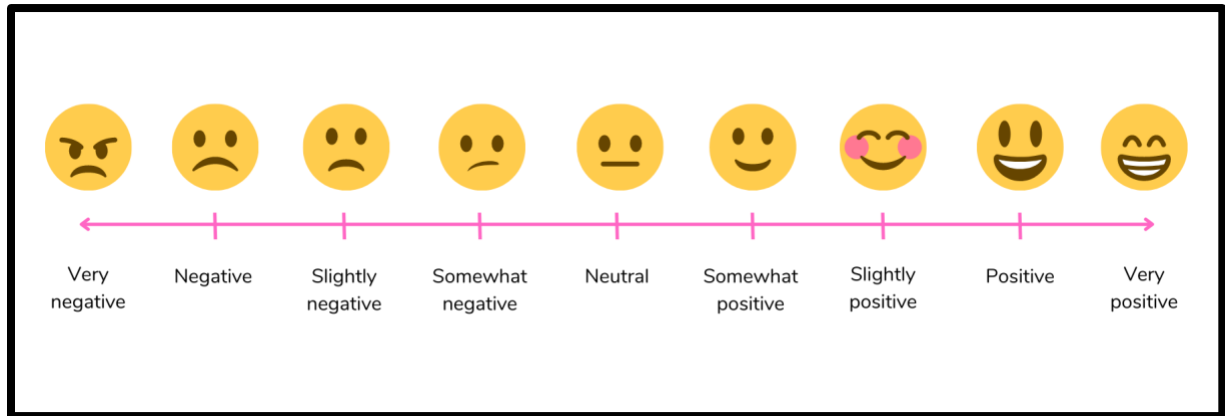 Very
negative
Negative
Slightly
negative
Somewhat
negative
Neutral
Somewhat
positive
Slightly
positive
Positive
Very
positive